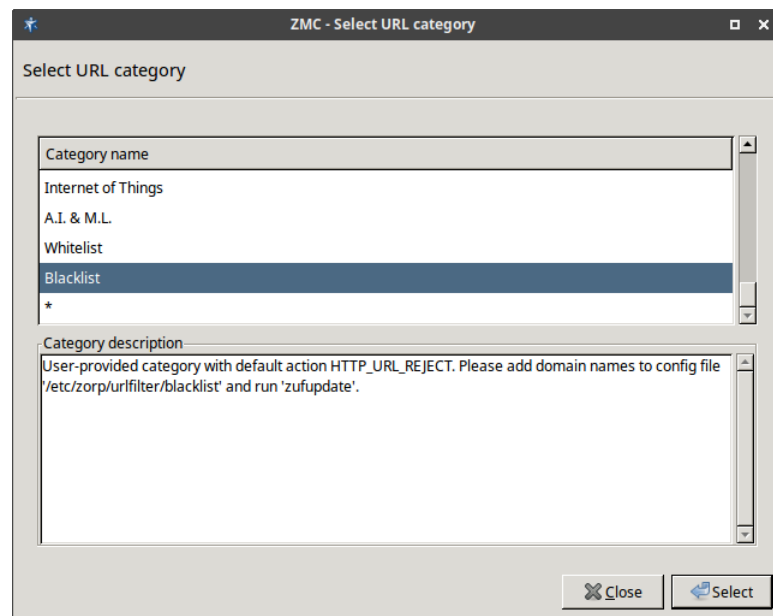 ZMC - Select URL category
Select URL category
Category name
Internet of Things
A.I. & M.L.
Whitelist
Blacklist
*
Category description
User-provided category with default action HTTP_URL_REJECT. Please add domain names to config file
'/etc/zorp/urlfilter/blacklist' and run 'zufupdate'.
Close
Select